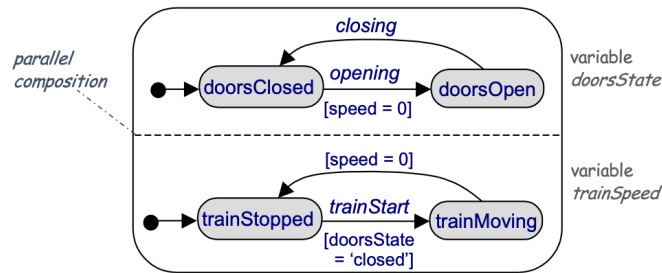 closing
parallel
composition
doorsClosed
opening
doorsOpen
[speed = 0]
variable
doorsState
[speed = 0]
trainStopped
trainStart
trainMoving
[doorsState
= ‘closed’]
variable
trainSpeed